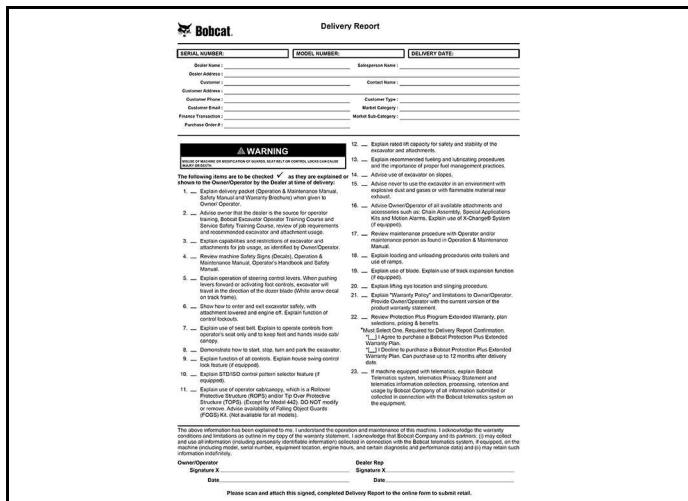 Bobcat.
Delivery Report
SERIAL NUMBER:
MODEL NUMBER:
DELIVERY DATE:
Dealer Name :
Salesperson Name :
Dealer Address :
Customer :
Contact Name :
Customer Address :
Customer Phone :
Customer Type :
Customer Email :
Market Category :
Finance Transaction :
Market Sub-Category :
Purchase Order # :
WARNING
MISUSE OF MACHINE OR MODIFICATION OF GUARDS, SEAT BELT OR CONTROL LOCKS CAN CAUSE
INJURY OR DEATH.
The following items are to be checked ✓ as they are explained or
shown to the Owner/Operator by the Dealer at time of delivery:
1. __ Explain delivery packet (Operation & Maintenance Manual,
Safety Manual and Warranty Brochure) when given to
Owner/ Operator.
2. __ Advise owner that the dealer is the source for operator
training, Bobcat Excavator Operator Training Course and
Service Safety Training Course, review of job requirements
and recommended excavator and attachment usage.
3. __ Explain capabilities and restrictions of excavator and
attachments for job usage, as identified by Owner/Operator.
4. __ Review machine Safety Signs (Decals), Operation &
Maintenance Manual, Operator's Handbook and Safety
Manual.
5. __ Explain operation of steering control levers. When pushing
levers forward or activating foot controls, excavator will
travel in the direction of the dozer blade (White arrow decal
on track frame).
6. __ Show how to enter and exit excavator safely, with
attachment lowered and engine off. Explain function of
control lockouts.
7. __ Explain use of seat belt. Explain to operate controls from
operator's seat only and to keep feet and hands inside cab/
canopy.
8. __ Demonstrate how to start, stop, turn and park the excavator.
9. __ Explain function of all controls. Explain house swing control
lock feature (if equipped).
10. __ Explain STD/ISO control pattern selector feature (if
equipped).
11. __ Explain use of operator cab/canopy, which is a Rollover
Protective Structure (ROPS) and/or Tip Over Protective
Structure (TOPS). (Except for Model 442). DO NOT modify
or remove. Advise availability of Falling Object Guards
(FOGS) Kit. (Not available for all models).
12. __ Explain rated lift capacity for safety and stability of the
excavator and attachments.
13. __ Explain recommended fueling and lubricating procedures
and the importance of proper fuel management practices.
14. __ Advise use of excavator on slopes.
15. __ Advise never to use the excavator in an environment with
explosive dust and gases or with flammable material near
exhaust.
16. __ Advise Owner/Operator of all available attachments and
accessories such as: Chain Assembly, Special Applications
Kits and Motion Alarms. Explain use of X-Change® System
(if equipped).
17. __ Review maintenance procedure with Operator and/or
maintenance person as found in Operation & Maintenance
Manual.
18. __ Explain loading and unloading procedures onto trailers and
use of ramps.
19. __ Explain use of blade. Explain use of track expansion function
(if equipped).
20. __ Explain lifting eye location and slinging procedure.
21. __ Explain "Warranty Policy" and limitations to Owner/Operator.
Provide Owner/Operator with the current version of the
product warranty statement.
22. __ Review Protection Plus Program Extended Warranty, plan
selections, pricing & benefits.
*Must Select One, Required for Delivery Report Confirmation.
*[__] I Agree to purchase a Bobcat Protection Plus Extended
Warranty Plan.
*[__] I Decline to purchase a Bobcat Protection Plus Extended
Warranty Plan. Can purchase up to 12 months after delivery
date.
23. __ If machine equipped with telematics, explain Bobcat
Telematics system, telematics Privacy Statement and
telematics information collection, processing, retention and
usage by Bobcat Company of all information submitted or
collected in connection with the Bobcat telematics system on
the equipment.
The above information has been explained to me. I understand the operation and maintenance of this machine. I acknowledge the warranty
conditions and limitations as outline in my copy of the warranty statement. I acknowledge that Bobcat Company and its partners: (i) may collect
and use all information (including personally identifiable information) collected in connection with the Bobcat telematics system, if equipped, on the
machine (including model, serial number, equipment location, engine hours, and certain diagnostic and performance data) and (ii) may retain such
information indefinitely.
Owner/Operator
Dealer Rep
Signature X
Signature X
Date
Date
Please scan and attach this signed, completed Delivery Report to the online form to submit retail.